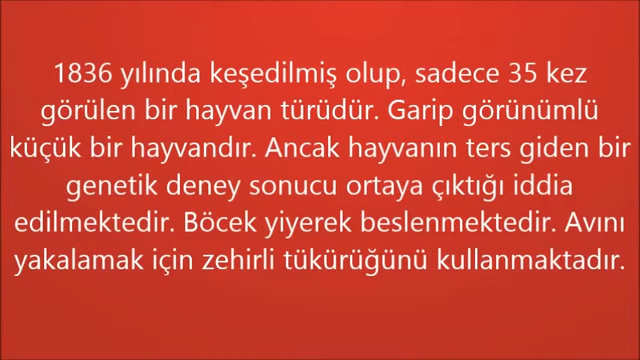 1836 yılında keşedilmiş olup, sadece 35 kez
görülen bir hayvan türüdür. Garip görünümlü
küçük bir hayvandır. Ancak hayvanın ters giden bir
genetik deney sonucu ortaya çıktığı iddia
edilmektedir. Böcek yiyerek beslenmektedir. Avını
yakalamak için zehirli tükürüğünü kullanmaktadır.